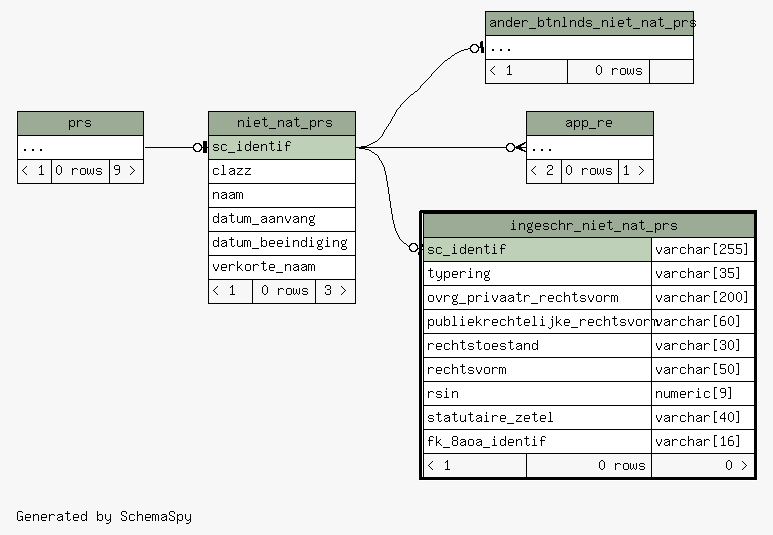 ander_btnlnds_niet_nat_prs
...
< 1 0 rows
prs
...
< 1 0 rows 9 >
niet_nat_prs
sc_identif
clazz
naam
datum_aanvang
datum_beeindiging
verkorte_naam
< 1 0 rows 3 >
app_re
...
< 2 0 rows 1 >
ingeschr_niet_nat_prs
sc_identif varchar[255]
typering varchar[35]
ovrg_privaatr_rechtsvorm varchar[200]
publiekrechtelijke_rechtsvorm varchar[60]
rechtstoestand varchar[30]
rechtsvorm varchar[50]
rsin numeric[9]
statutaire_zetel varchar[40]
fk_8aoa_identif varchar[16]
< 1 0 rows 0 >
Generated by SchemaSpy